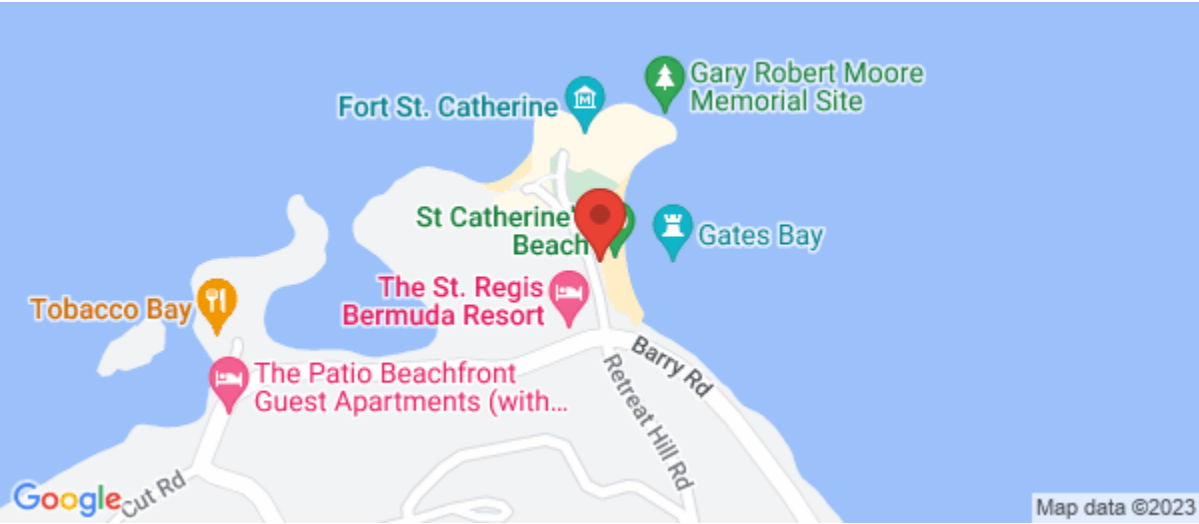 Gary Robert Moore
Memorial Site
Fort St. Catherine
St Catherine'
Beach
Gates Bay
The St. Regis
Bermuda Resort
Tobacco Bay
Barry Rd
The Patio Beachfront
Guest Apartments (with...
Retreat Hill Rd
Cut Rd
Google
Map data ©2023